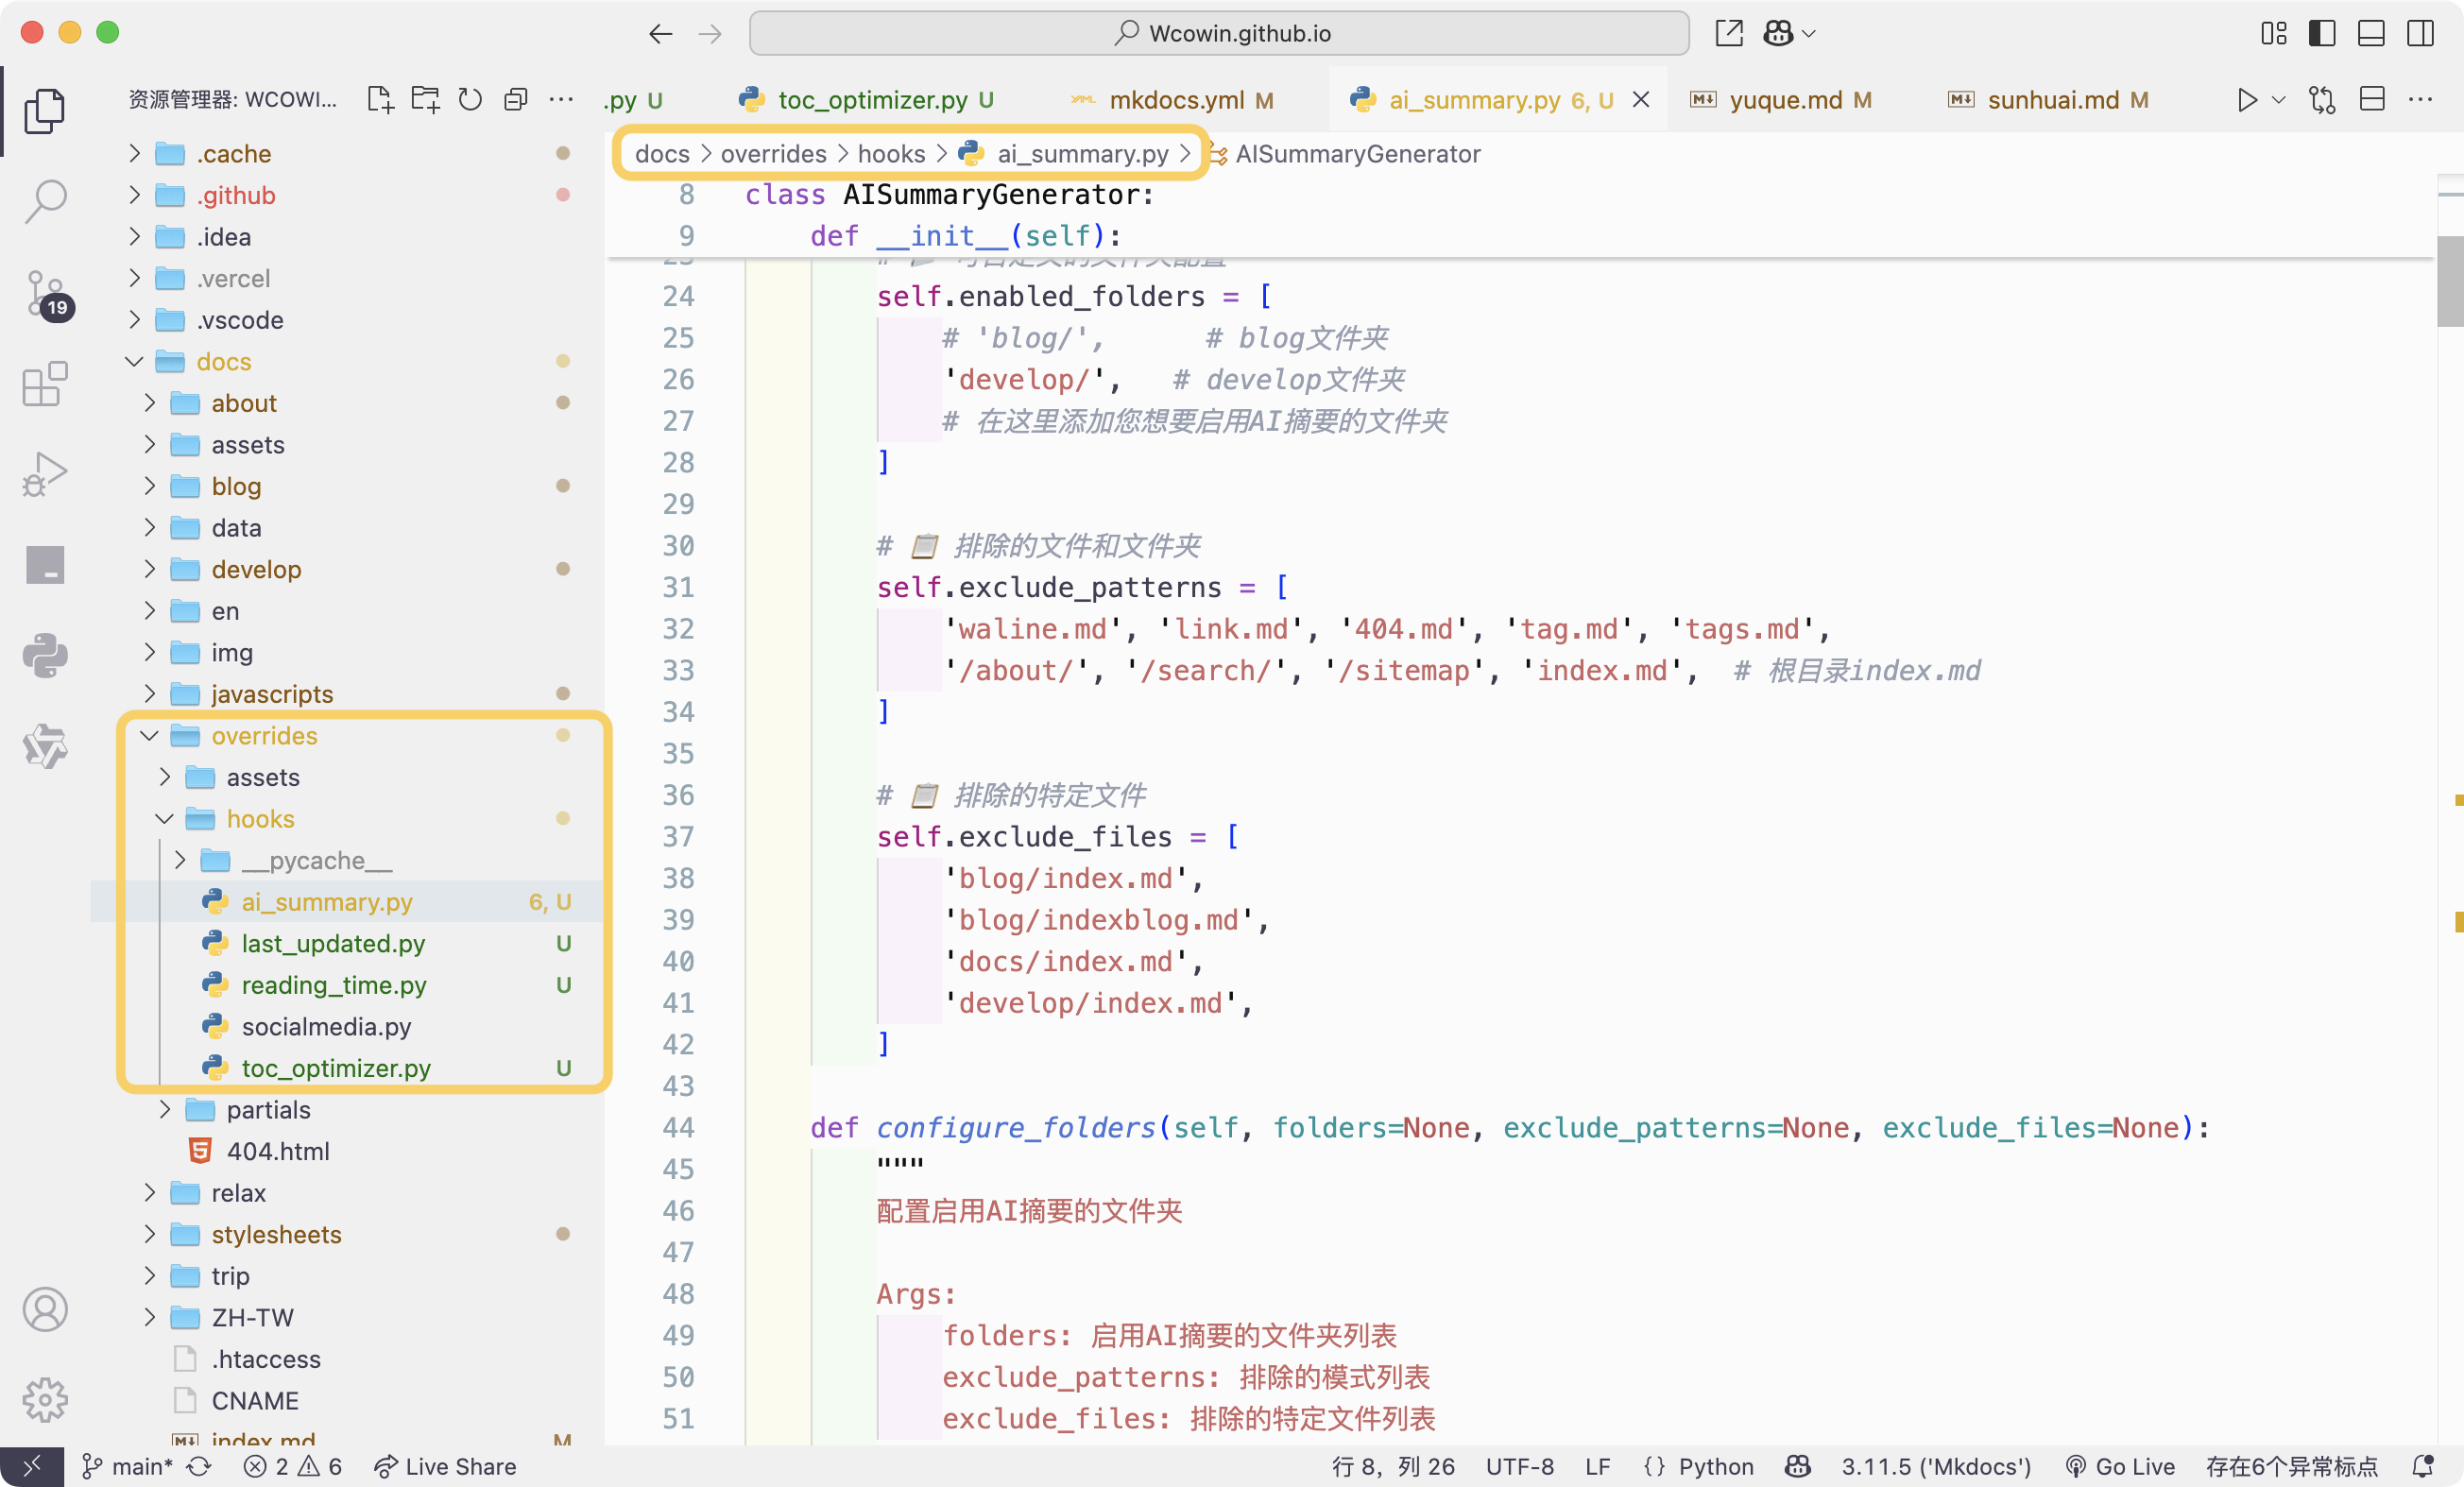 Wcowin.github.io
资源管理器: WCOWI...
.py U
toc_optimizer.py U
mkdocs.yml M
ai_summary.py 6, U
yuque.md M
sunhuai.md M
docs > overrides > hooks > ai_summary.py > AISummaryGenerator
.cache
.github
.idea
.vercel
.vscode
docs
about
assets
blog
data
develop
en
img
javascripts
overrides
assets
hooks
__pycache__
ai_summary.py 6, U
last_updated.py U
reading_time.py U
socialmedia.py
toc_optimizer.py U
partials
404.html
relax
stylesheets
trip
ZH-TW
.htaccess
CNAME
index.md M
19
8 class AISummaryGenerator:
9 def __init__(self):
24 self.enabled_folders = [
25 # 'blog/', # blog文件夹
26 'develop/', # develop文件夹
27 # 在这里添加您想要启用AI摘要的文件夹
28 ]
29
30 # 📋 排除的文件和文件夹
31 self.exclude_patterns = [
32 'waline.md', 'link.md', '404.md', 'tag.md', 'tags.md',
33 '/about/', '/search/', '/sitemap', 'index.md', # 根目录index.md
34 ]
35
36 # 📋 排除的特定文件
37 self.exclude_files = [
38 'blog/index.md',
39 'blog/indexblog.md',
40 'docs/index.md',
41 'develop/index.md',
42 ]
43
44 def configure_folders(self, folders=None, exclude_patterns=None, exclude_files=None):
45 """
46 配置启用AI摘要的文件夹
47
48 Args:
49 folders: 启用AI摘要的文件夹列表
50 exclude_patterns: 排除的模式列表
51 exclude_files: 排除的特定文件列表
main* 2 6 Live Share 行 8，列 26 UTF-8 LF {} Python 3.11.5 ('Mkdocs') Go Live 存在6个异常标点